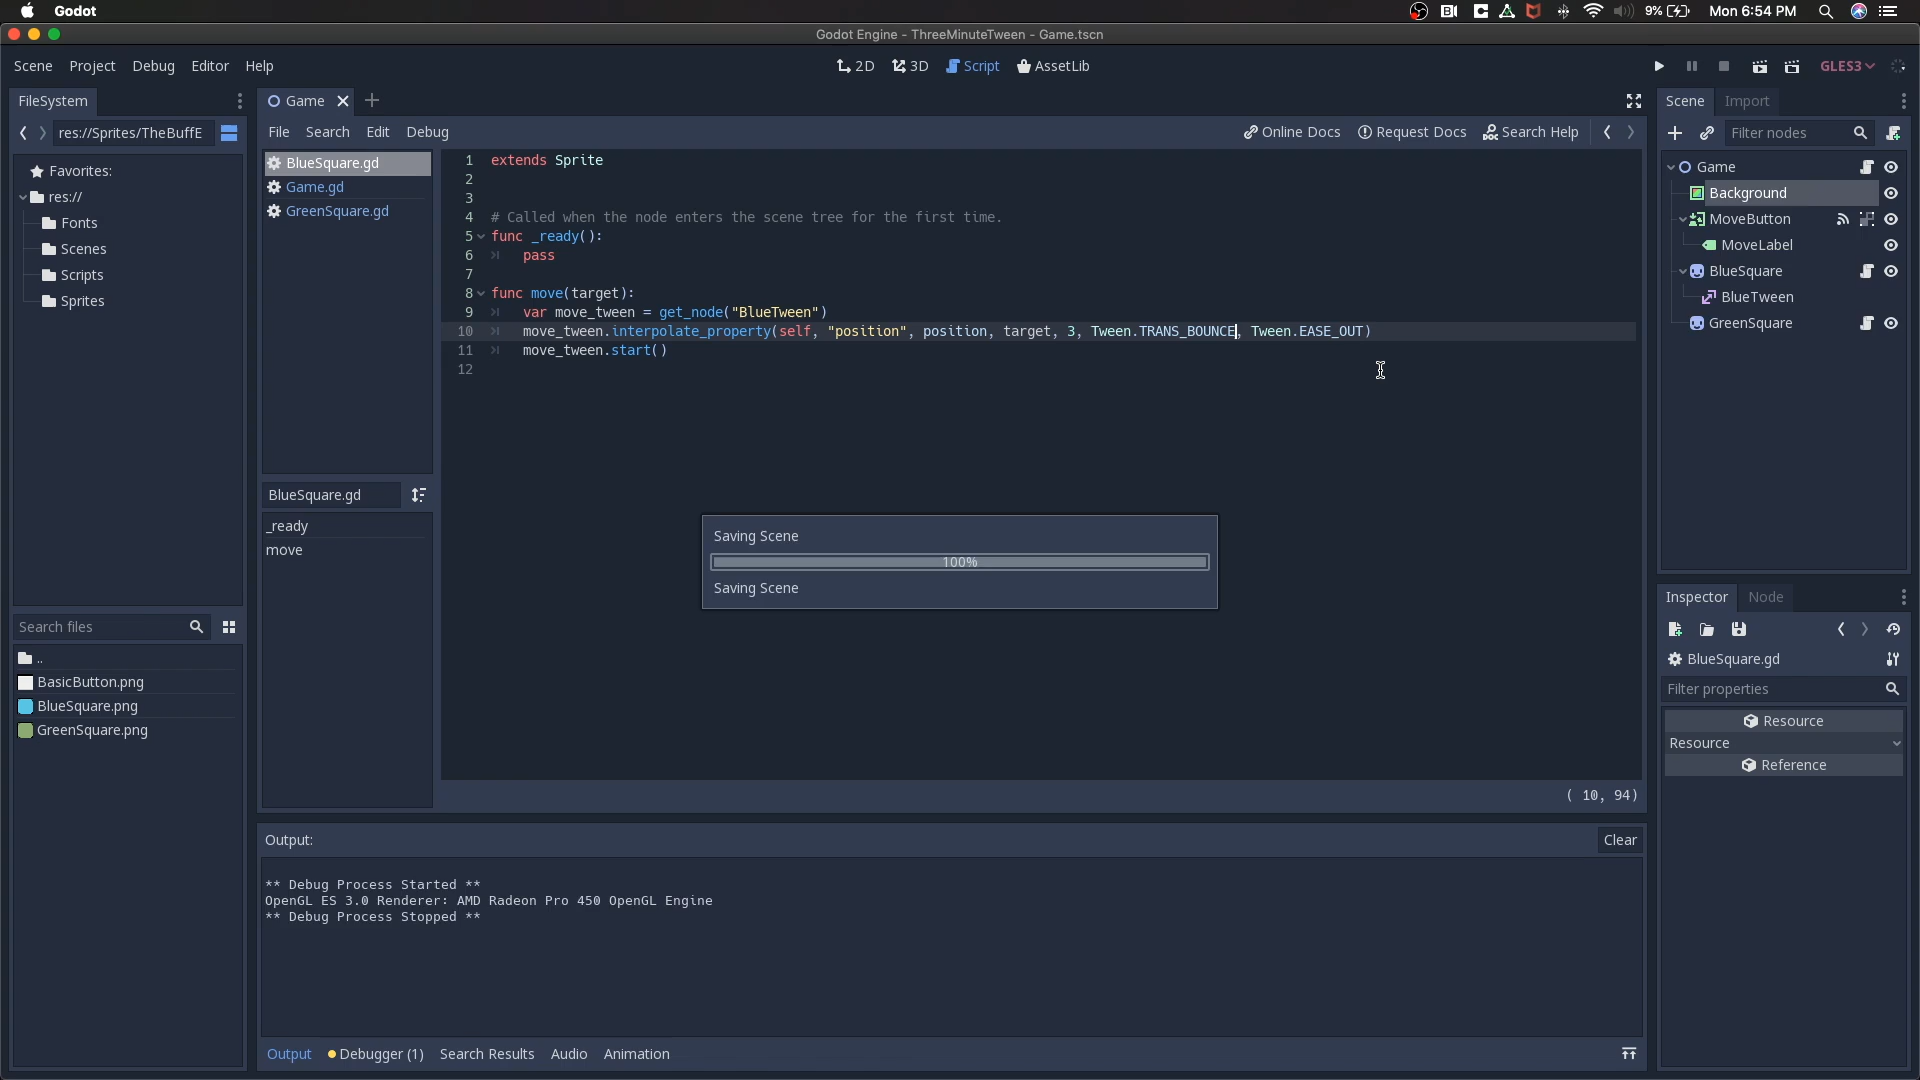 Godot
9%
Mon 6:54 PM
Godot Engine - ThreeMinuteTween - Game.tscn
Scene Project Debug Editor Help
2D 3D Script AssetLib
GLES3
FileSystem
res://Sprites/TheBuffE
Favorites:
res://
Fonts
Scenes
Scripts
Sprites
Search files
..
BasicButton.png
BlueSquare.png
GreenSquare.png
Game
File Search Edit Debug
Online Docs Request Docs Search Help
BlueSquare.gd
Game.gd
GreenSquare.gd
BlueSquare.gd
_ready
move
1 extends Sprite
2
3
4 # Called when the node enters the scene tree for the first time.
5 func _ready():
6 pass
7
8 func move(target):
9 var move_tween = get_node("BlueTween")
10 move_tween.interpolate_property(self, "position", position, target, 3, Tween.TRANS_BOUNCE, Tween.EASE_OUT)
11 move_tween.start()
12
Saving Scene
100%
Saving Scene
( 10, 94)
Output:
Clear
** Debug Process Started **
OpenGL ES 3.0 Renderer: AMD Radeon Pro 450 OpenGL Engine
** Debug Process Stopped **
Output Debugger (1) Search Results Audio Animation
Scene Import
Filter nodes
Game
Background
MoveButton
MoveLabel
BlueSquare
BlueTween
GreenSquare
Inspector Node
BlueSquare.gd
Filter properties
Resource
Resource
Reference